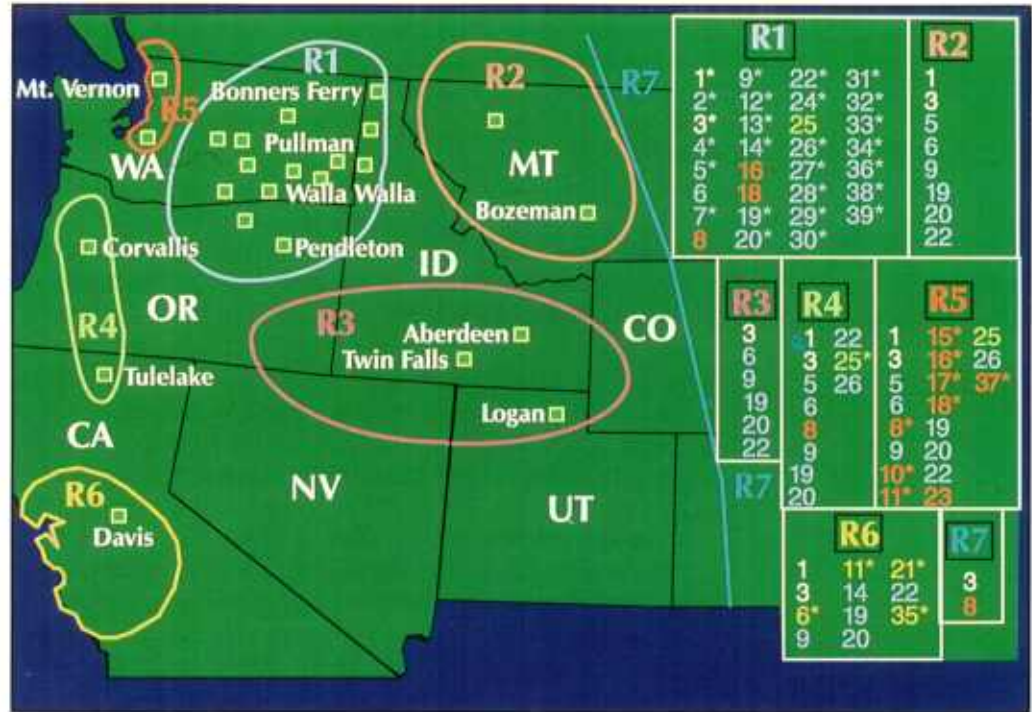 R1
R2
Mt. Vernon
R5
Bonners Ferry
R1
R2
R7
1* 9* 22* 31*
2* 12* 24* 32*
3* 13* 25 33*
4* 14* 26* 34*
5* 16 27* 36*
6 18 28* 38*
7* 19* 29* 39*
8 20* 30*
1
3
5
6
9
19
20
22
Pullman
WA
MT
Walla Walla
Bozeman
Corvallis
Pendleton
ID
OR
R4
R3
Aberdeen
Twin Falls
CO
R3
3
6
9
19
20
22
R4
1 22
3 25*
5 26
6
8
9
19
20
R5
1 15* 25
3 16* 26
5 17* 37*
6 18*
8* 19
9 20
10* 22
11* 23
Tulelake
Logan
CA
R7
NV
UT
R6
Davis
R6
1 11* 21*
3 14 22
6* 19 35*
9 20
R7
3
8